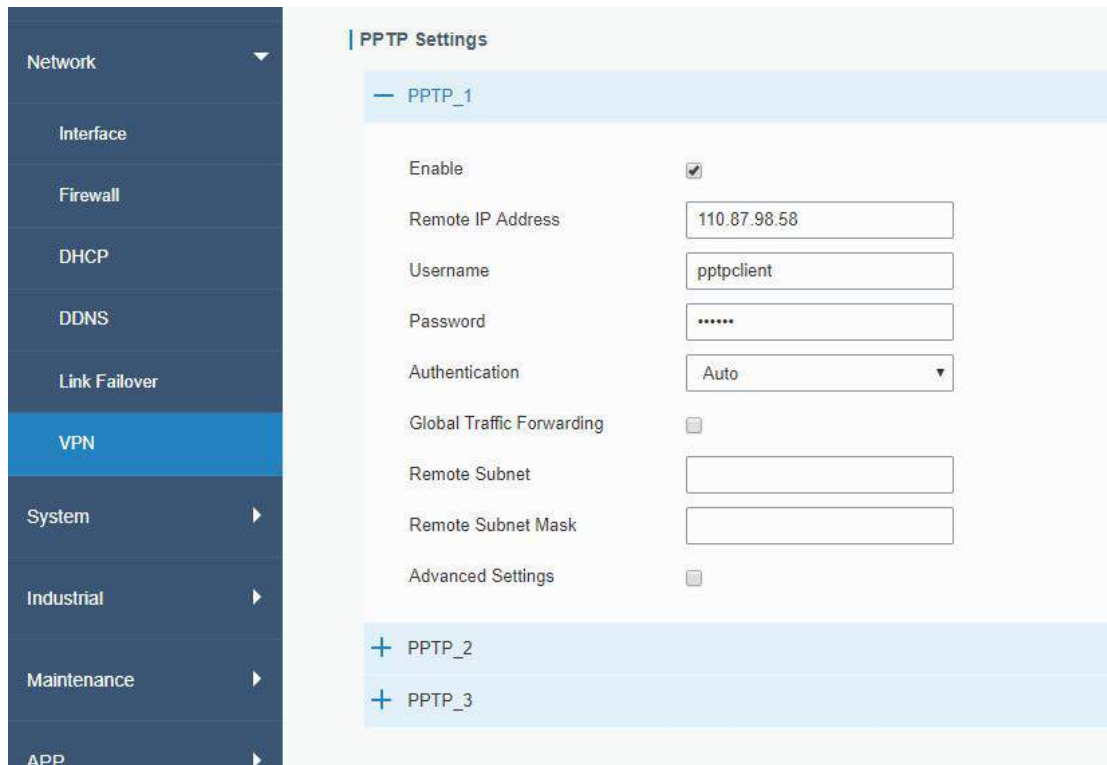 Network
Interface
Firewall
DHCP
DDNS
Link Failover
VPN
System
Industrial
Maintenance
APP
PPTP Settings
PPTP_1
Enable
Remote IP Address 110.87.98.58
Username pptpclient
Password ••••••
Authentication Auto
Global Traffic Forwarding
Remote Subnet
Remote Subnet Mask
Advanced Settings
PPTP_2
PPTP_3